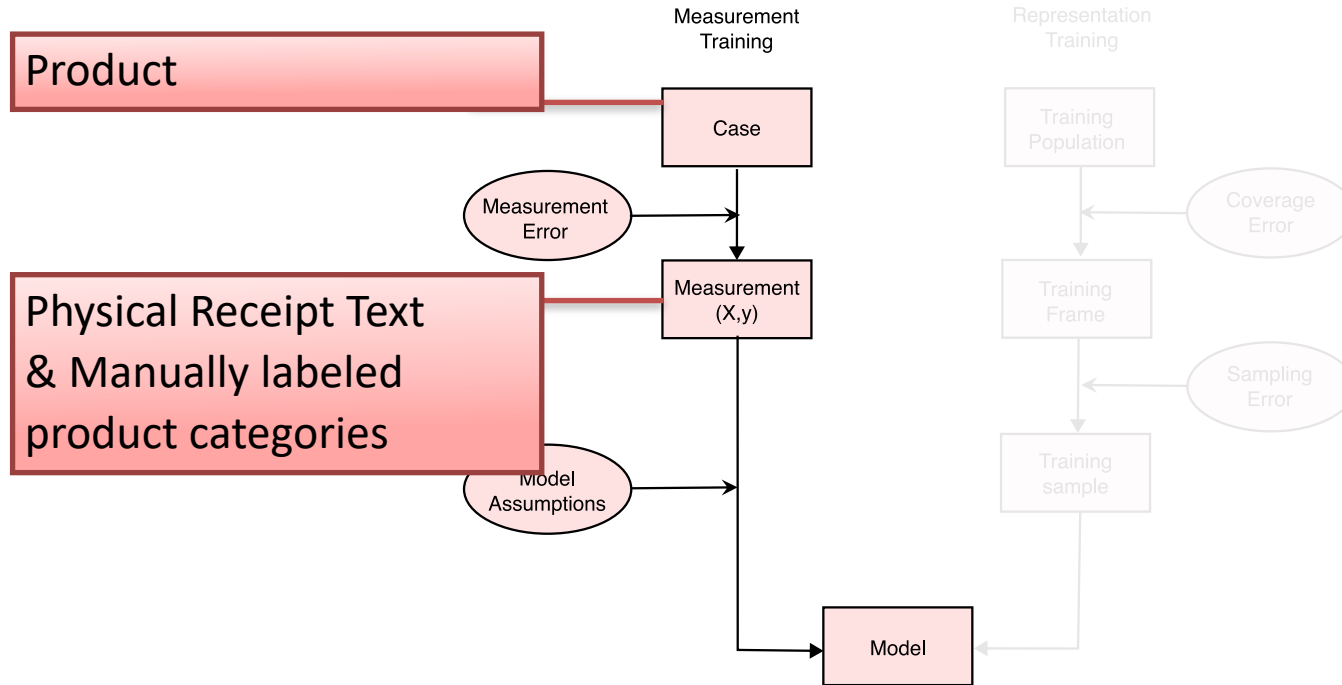 Measurement
Training
Representation
Training
Product
Case
Training
Population
Measurement
Error
Coverage
Error
Physical Receipt Text
& Manually labeled
product categories
Measurement
(X,y)
Training
Frame
Sampling
Error
Model
Assumptions
Training
sample
Model